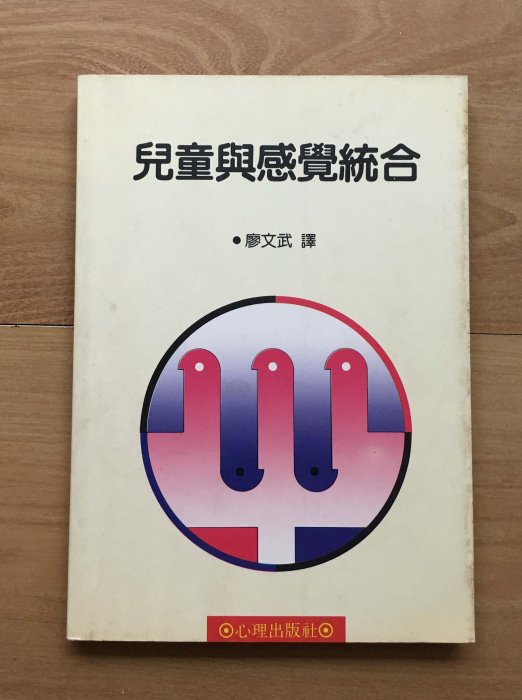 兒童與感覺統合
•廖文武 譯
◉心理出版社◉